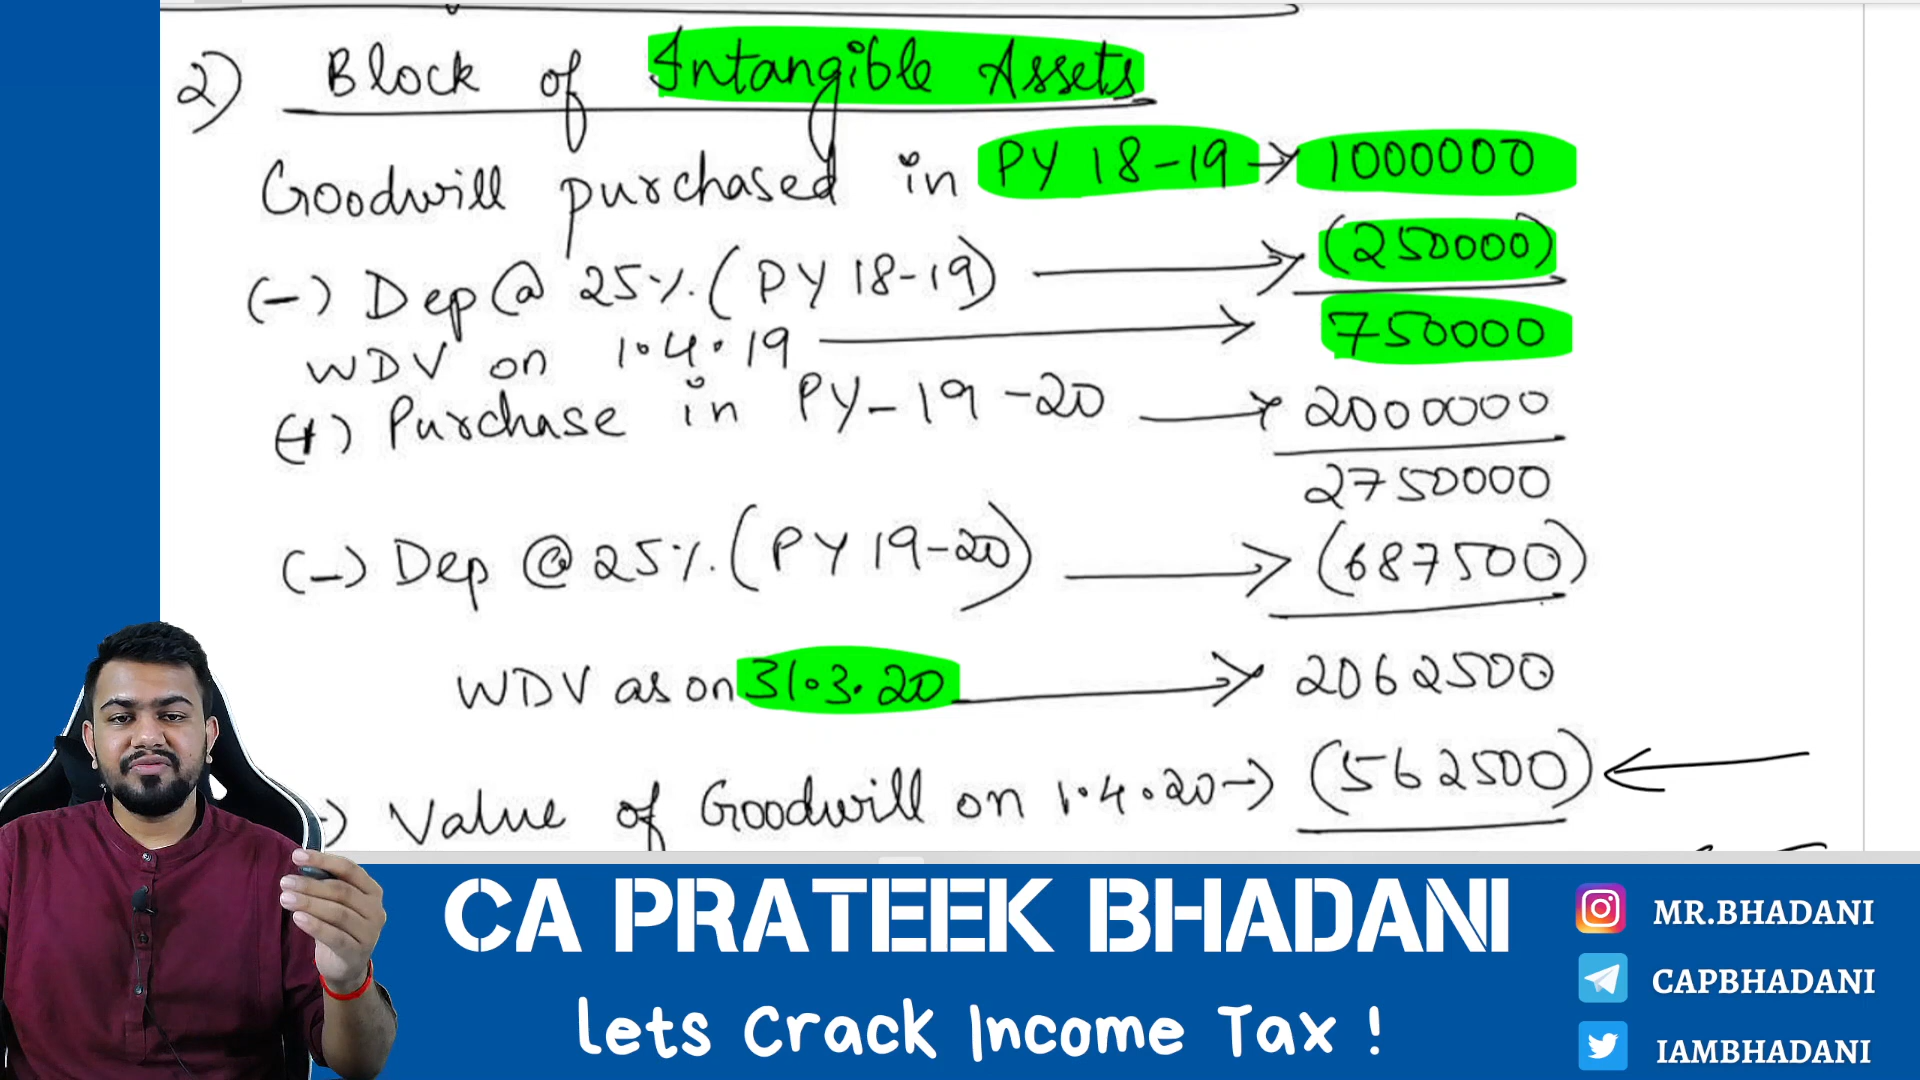 2) Block of Intangible Assets
Goodwill purchased in PY 18-19 → 1000000
(-) Dep @ 25%. (PY 18-19) → (250000)
WDV on 1.4.19 → 750000
(+) Purchase in PY-19-20 → 2000000
2750000
(-) Dep @ 25%. (PY 19-20) → (687500)
WDV as on 31.3.20 → 2062500
) Value of Goodwill on 1.4.20 → (562500) ←
CA PRATEEK BHADANI
Lets Crack Income Tax !
MR.BHADANI
CAPBHADANI
IAMBHADANI